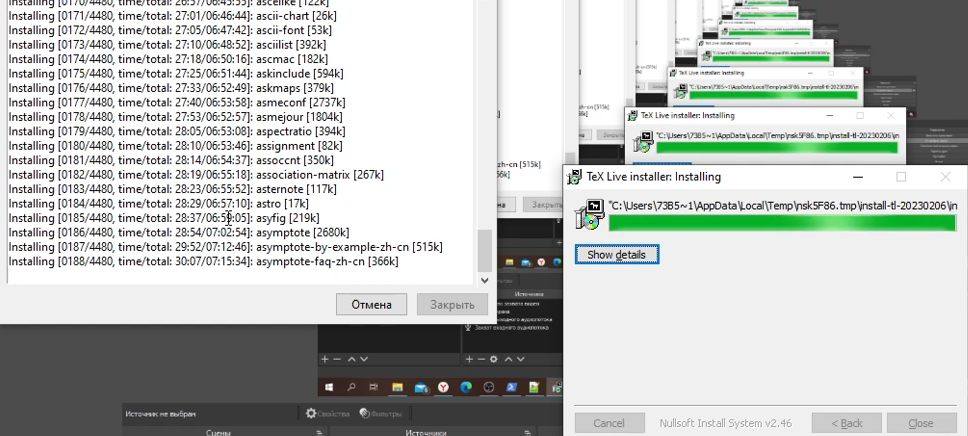 Installing [0170/4480, time/total: 26:57/06:45:55]: ascelike [122k]
Installing [0171/4480, time/total: 27:01/06:46:44]: ascii-chart [26k]
Installing [0172/4480, time/total: 27:05/06:47:44]: ascii-font [53k]
Installing [0173/4480, time/total: 27:10/06:48:52]: asciilist [392k]
Installing [0174/4480, time/total: 27:18/06:50:16]: ascmac [182k]
Installing [0175/4480, time/total: 27:25/06:51:44]: askinclude [594k]
Installing [0176/4480, time/total: 27:33/06:52:49]: askmaps [379k]
Installing [0177/4480, time/total: 27:40/06:53:58]: asmeconf [2737k]
Installing [0178/4480, time/total: 27:53/06:52:57]: asmejour [1804k]
Installing [0179/4480, time/total: 28:05/06:53:08]: aspectratio [394k]
Installing [0180/4480, time/total: 28:10/06:53:46]: assignment [82k]
Installing [0181/4480, time/total: 28:14/06:54:37]: assoccnt [350k]
Installing [0182/4480, time/total: 28:19/06:55:18]: association-matrix [267k]
Installing [0183/4480, time/total: 28:23/06:55:52]: asternote [117k]
Installing [0184/4480, time/total: 28:29/06:57:10]: astro [17k]
Installing [0185/4480, time/total: 28:37/06:59:05]: asyfig [219k]
Installing [0186/4480, time/total: 28:54/07:02:54]: asymptote [2680k]
Installing [0187/4480, time/total: 29:52/07:12:46]: asymptote-by-example-zh-cn [515k]
Installing [0188/4480, time/total: 30:07/07:15:34]: asymptote-faq-zh-cn [366k]
Отмена
Закрыть
TeX Live installer: Installing
TeX Live installer: Installing
"C:\Users\73B5~1\AppData\Local\Temp\nsk5F86.tmp\install-tl-20230206\in
TeX Live installer: Installing
"C:\Users\73B5~1\AppData\Local\Temp\nsk5F86.tmp\install-tl-20230206\in
Show details
Cancel
Nullsoft Install System v2.46
< Back
Close
Источники
Захват входного аудиопотока
Источник не выбран
Свойства
Фильтры
Сцены
Источники